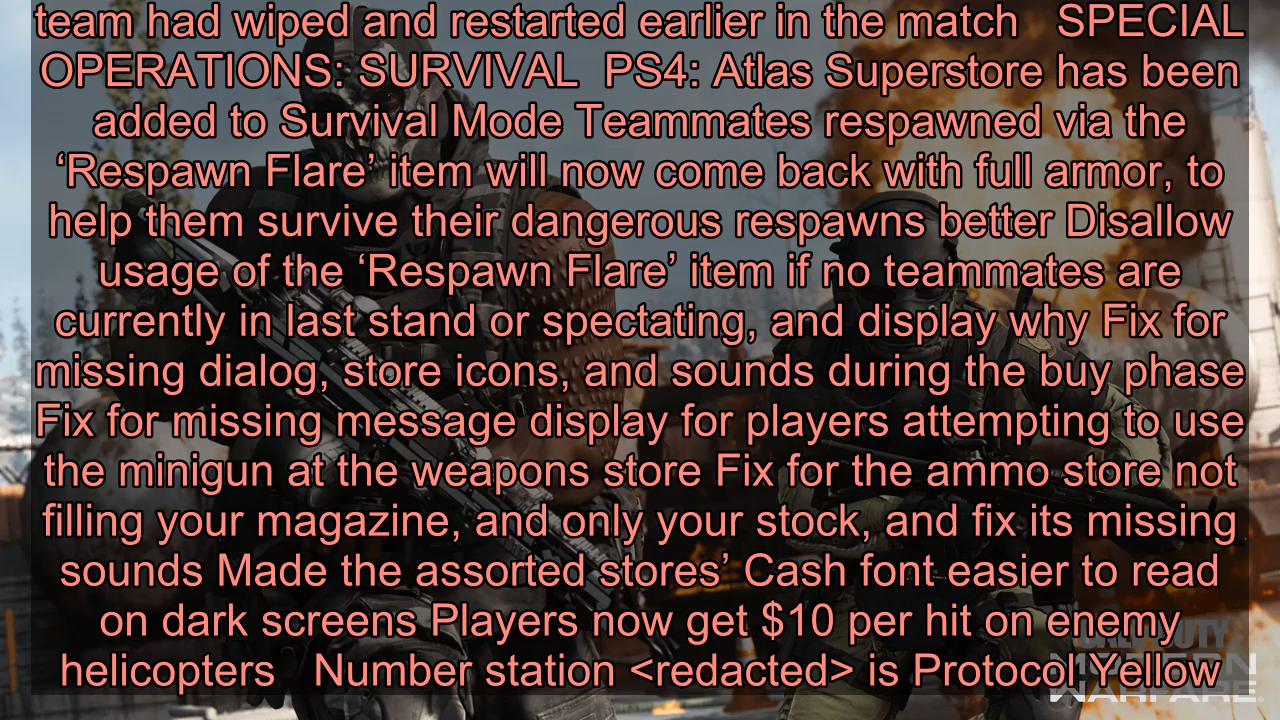 team had wiped and restarted earlier in the match   SPECIAL
OPERATIONS: SURVIVAL  PS4: Atlas Superstore has been
added to Survival Mode Teammates respawned via the
‘Respawn Flare’ item will now come back with full armor, to
help them survive their dangerous respawns better Disallow
usage of the ‘Respawn Flare’ item if no teammates are
currently in last stand or spectating, and display why Fix for
missing dialog, store icons, and sounds during the buy phase
Fix for missing message display for players attempting to use
the minigun at the weapons store Fix for the ammo store not
filling your magazine, and only your stock, and fix its missing
sounds Made the assorted stores’ Cash font easier to read
on dark screens Players now get $10 per hit on enemy
helicopters   Number station <redacted> is Protocol Yellow
CALL OF DUTY
MODERN
WARFARE